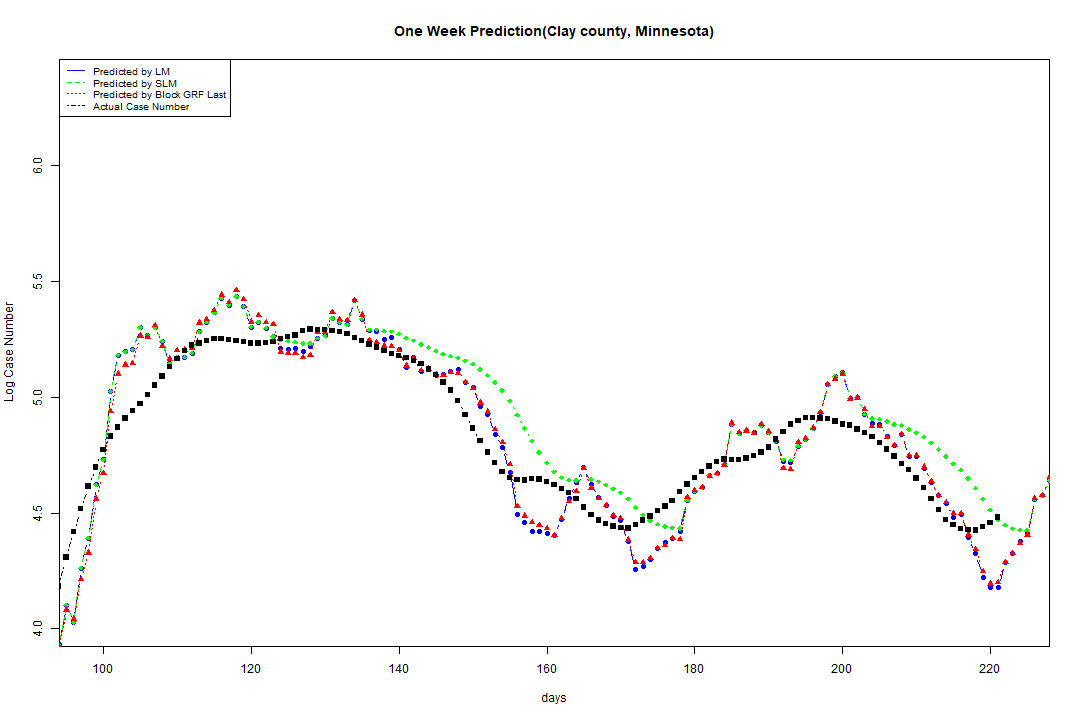 One Week Prediction(Clay county, Minnesota)
Predicted by LM
Predicted by SLM
Predicted by Block GRF Last
Actual Case Number
6.0
5.5
5.0
4.5
4.0
Log Case Number
100 120 140 160 180 200 220
days